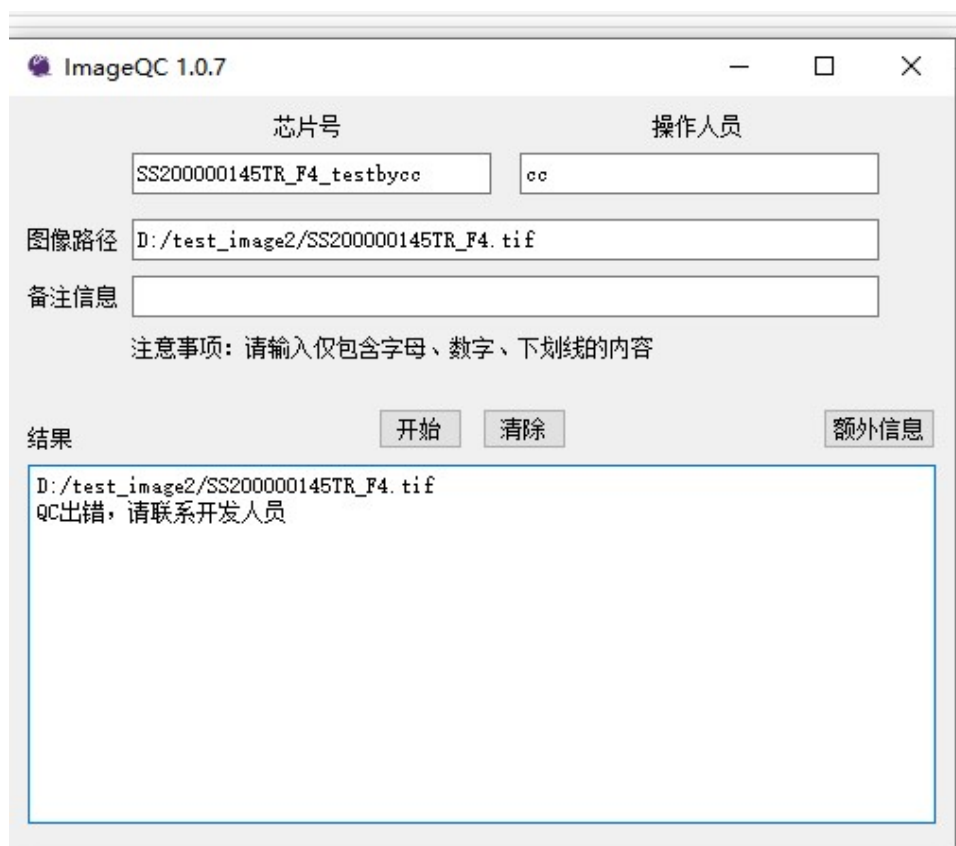 ImageQC 1.0.7
芯片号 操作人员
SS200000145TR_F4_testbycc cc
图像路径 D:/test_image2/SS200000145TR_F4.tif
备注信息
注意事项：请输入仅包含字母、数字、下划线的内容
结果 开始 清除 额外信息
D:/test_image2/SS200000145TR_F4.tif
QC出错，请联系开发人员